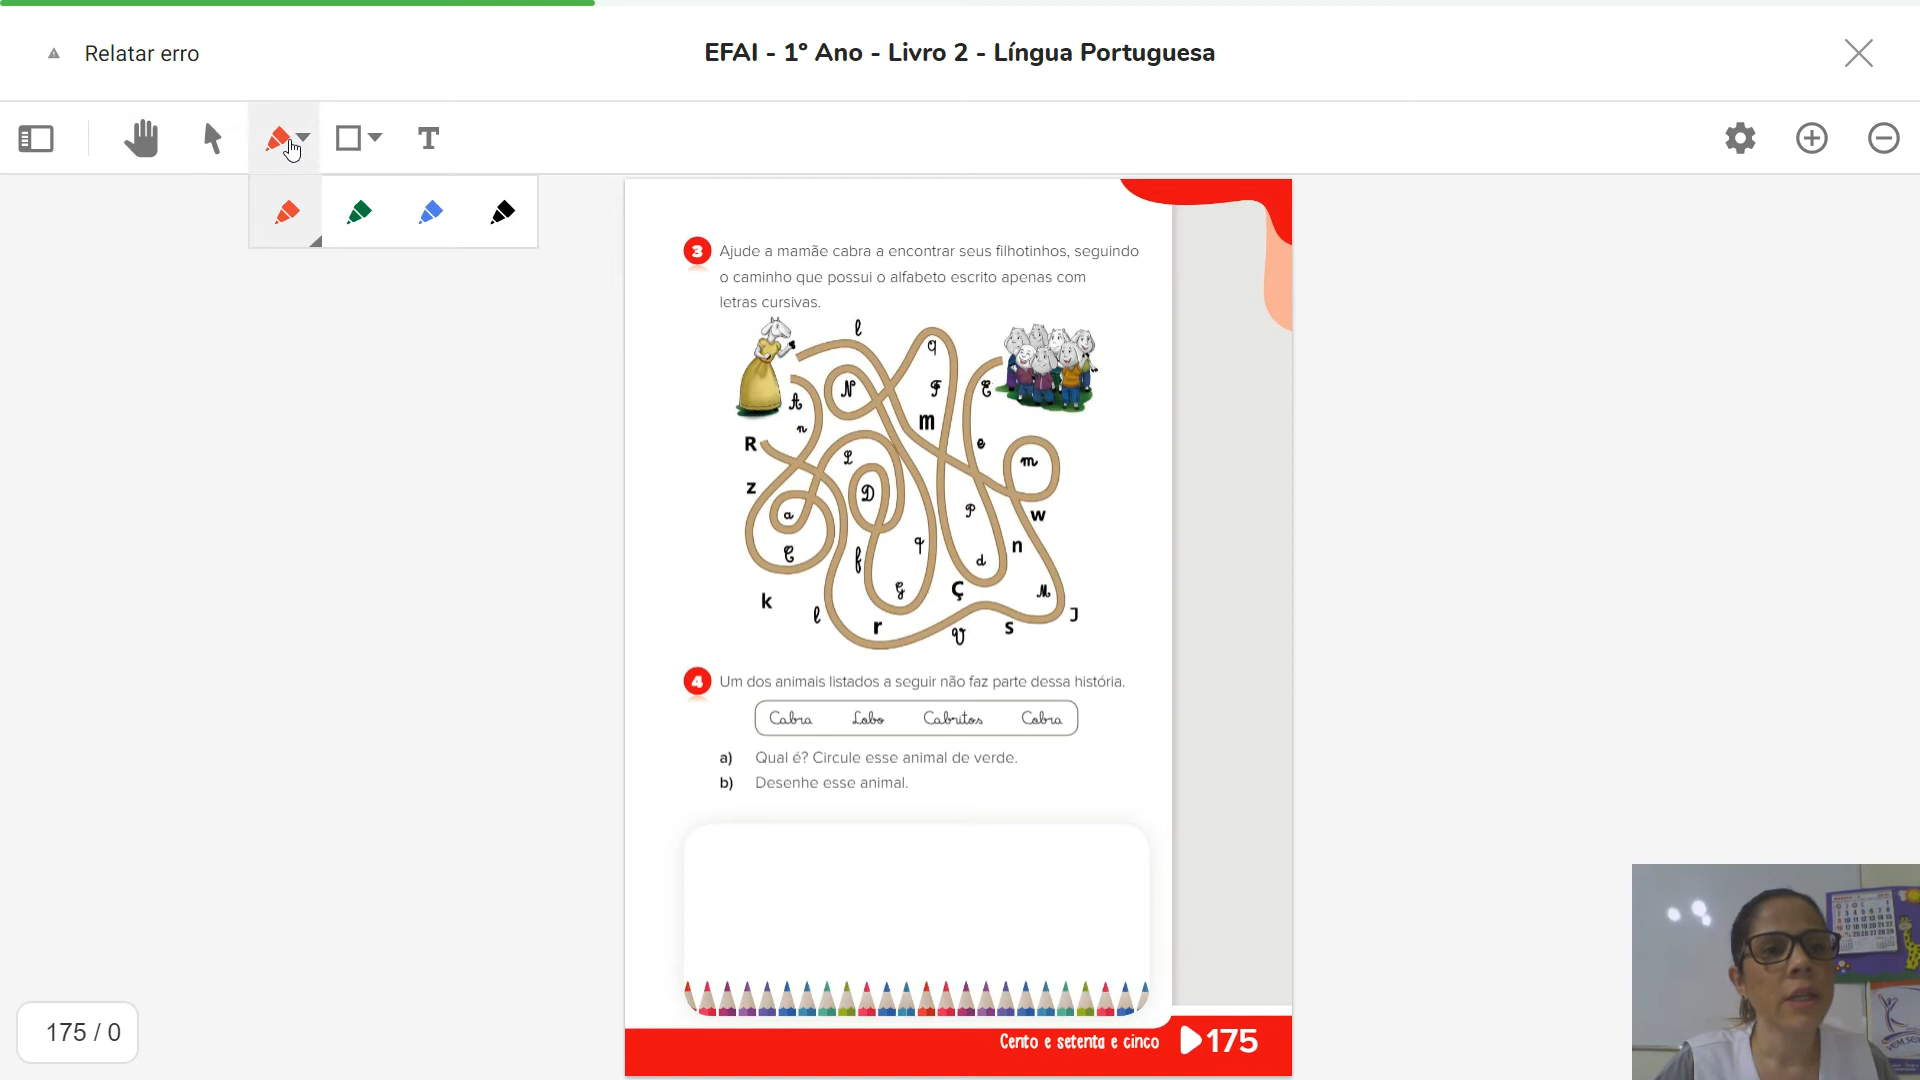 Relatar erro
EFAI - 1º Ano - Livro 2 - Língua Portuguesa
T
3 Ajude a mamãe cabra a encontrar seus filhotinhos, seguindo
o caminho que possui o alfabeto escrito apenas com
letras cursivas.
l
q
N
F
E
A
m
n
R
e
L
m
z
D
a
P
w
q
n
C
f
d
G
Ç
M
k
l
J
r
V
s
4 Um dos animais listados a seguir não faz parte dessa história.
Cabra Lobo Cabritos Cobra
a) Qual é? Circule esse animal de verde.
b) Desenhe esse animal.
175 / 0
Cento e setenta e cinco 175